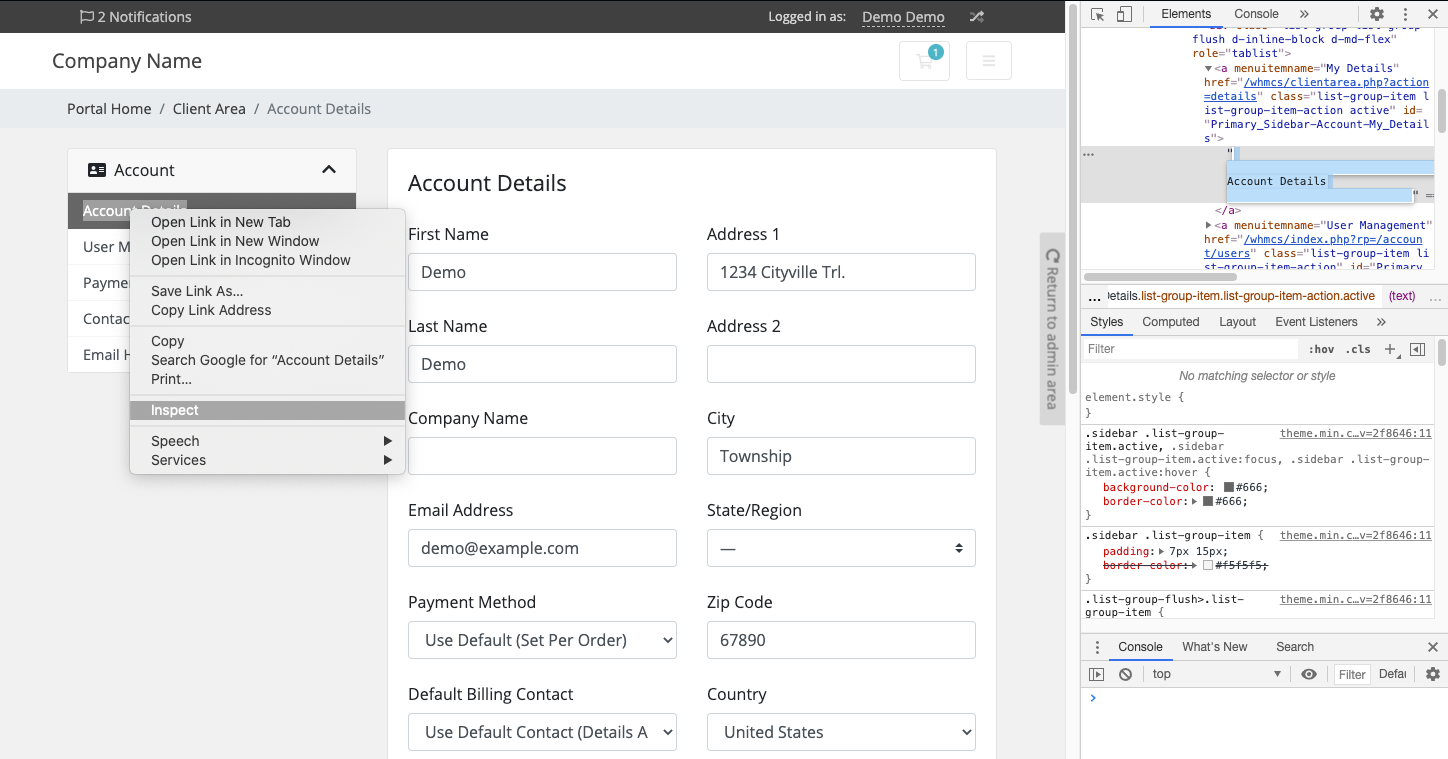 2 Notifications
Logged in as: Demo Demo
Company Name
1
Portal Home / Client Area / Account Details
Account
Account Details
User M
Payme
Contac
Email H
Open Link in New Tab
Open Link in New Window
Open Link in Incognito Window
Save Link As...
Copy Link Address
Copy
Search Google for “Account Details”
Print...
Inspect
Speech
Services
Account Details
First Name
Demo
Address 1
1234 Cityville Trl.
Last Name
Demo
Address 2
Company Name
City
Township
Email Address
demo@example.com
State/Region
—
Payment Method
Use Default (Set Per Order)
Zip Code
67890
Default Billing Contact
Use Default Contact (Details A
Country
United States
Return to admin area
Elements Console »
flush d-inline-block d-md-flex"
role="tablist">
▼<a menuitemname="My Details"
href="/whmcs/clientarea.php?action
=details" class="list-group-item l
ist-group-item-action active" id=
"Primary_Sidebar-Account-My_Detail
s">
… "
Account Details
" ==
</a>
▶<a menuitemname="User Management"
href="/whmcs/index.php?rp=/accoun
t/users" class="list-group-item li
st-group-item-action" id="Primary
... etails.list-group-item.list-group-item-action.active (text) ...
Styles Computed Layout Event Listeners »
Filter :hov .cls +
No matching selector or style
element.style {
}
.sidebar .list-group- theme.min.c…v=2f8646:11
item.active, .sidebar
.list-group-item.active:focus, .sidebar .list-group-
item.active:hover {
background-color: #666;
border-color:▶ #666;
}
.sidebar .list-group-item { theme.min.c…v=2f8646:11
padding:▶ 7px 15px;
border-color:▶ #f5f5f5;
}
.list-group-flush>.list- theme.min.c…v=2f8646:11
group-item {
Console What's New Search
top Filter Defau